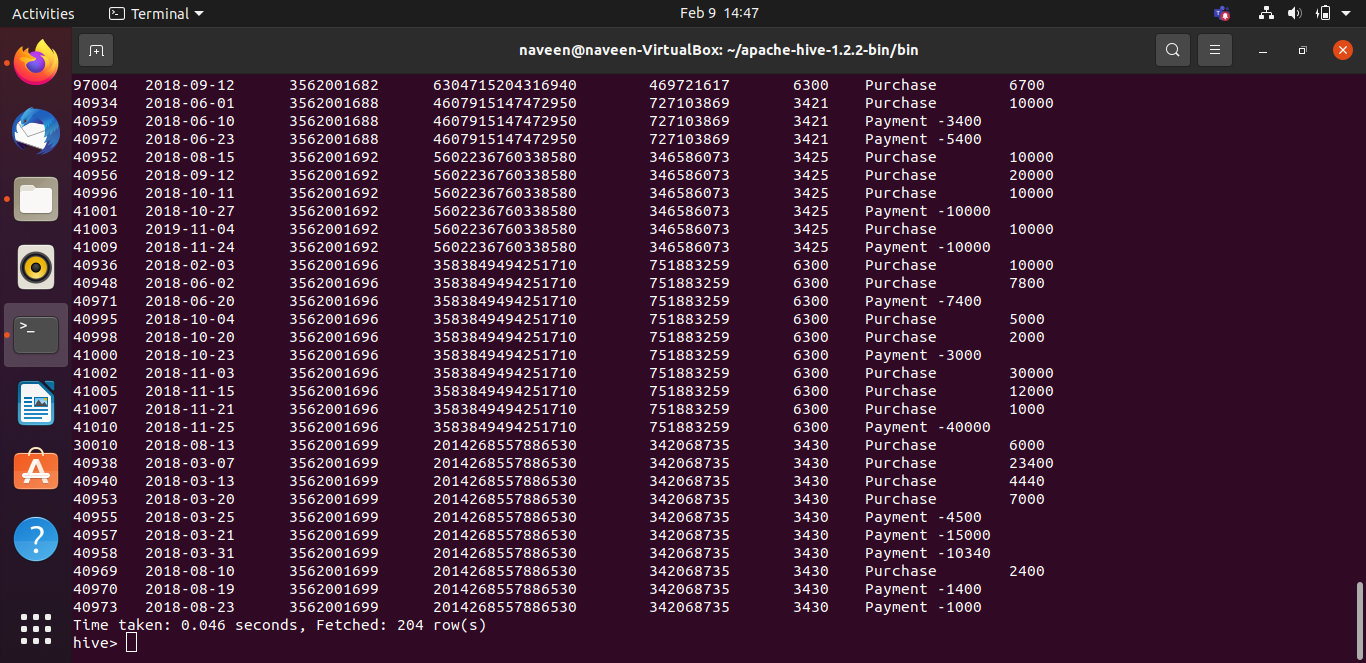 Activities Terminal Feb 9 14:47
naveen@naveen-VirtualBox: ~/apache-hive-1.2.2-bin/bin
97004 2018-09-12 3562001682 6304715204316940 469721617 6300 Purchase 6700
40934 2018-06-01 3562001688 4607915147472950 727103869 3421 Purchase 10000
40959 2018-06-10 3562001688 4607915147472950 727103869 3421 Payment -3400
40972 2018-06-23 3562001688 4607915147472950 727103869 3421 Payment -5400
40952 2018-08-15 3562001692 5602236760338580 346586073 3425 Purchase 10000
40956 2018-09-12 3562001692 5602236760338580 346586073 3425 Purchase 20000
40996 2018-10-11 3562001692 5602236760338580 346586073 3425 Purchase 10000
41001 2018-10-27 3562001692 5602236760338580 346586073 3425 Payment -10000
41003 2019-11-04 3562001692 5602236760338580 346586073 3425 Purchase 10000
41009 2018-11-24 3562001692 5602236760338580 346586073 3425 Payment -10000
40936 2018-02-03 3562001696 3583849494251710 751883259 6300 Purchase 10000
40948 2018-06-02 3562001696 3583849494251710 751883259 6300 Purchase 7800
40971 2018-06-20 3562001696 3583849494251710 751883259 6300 Payment -7400
40995 2018-10-04 3562001696 3583849494251710 751883259 6300 Purchase 5000
40998 2018-10-20 3562001696 3583849494251710 751883259 6300 Purchase 2000
41000 2018-10-23 3562001696 3583849494251710 751883259 6300 Payment -3000
41002 2018-11-03 3562001696 3583849494251710 751883259 6300 Purchase 30000
41005 2018-11-15 3562001696 3583849494251710 751883259 6300 Purchase 12000
41007 2018-11-21 3562001696 3583849494251710 751883259 6300 Purchase 1000
41010 2018-11-25 3562001696 3583849494251710 751883259 6300 Payment -40000
30010 2018-08-13 3562001699 2014268557886530 342068735 3430 Purchase 6000
40938 2018-03-07 3562001699 2014268557886530 342068735 3430 Purchase 23400
40940 2018-03-13 3562001699 2014268557886530 342068735 3430 Purchase 4440
40953 2018-03-20 3562001699 2014268557886530 342068735 3430 Purchase 7000
40955 2018-03-25 3562001699 2014268557886530 342068735 3430 Payment -4500
40957 2018-03-21 3562001699 2014268557886530 342068735 3430 Payment -15000
40958 2018-03-31 3562001699 2014268557886530 342068735 3430 Payment -10340
40969 2018-08-10 3562001699 2014268557886530 342068735 3430 Purchase 2400
40970 2018-08-19 3562001699 2014268557886530 342068735 3430 Payment -1400
40973 2018-08-23 3562001699 2014268557886530 342068735 3430 Payment -1000
Time taken: 0.046 seconds, Fetched: 204 row(s)
hive>